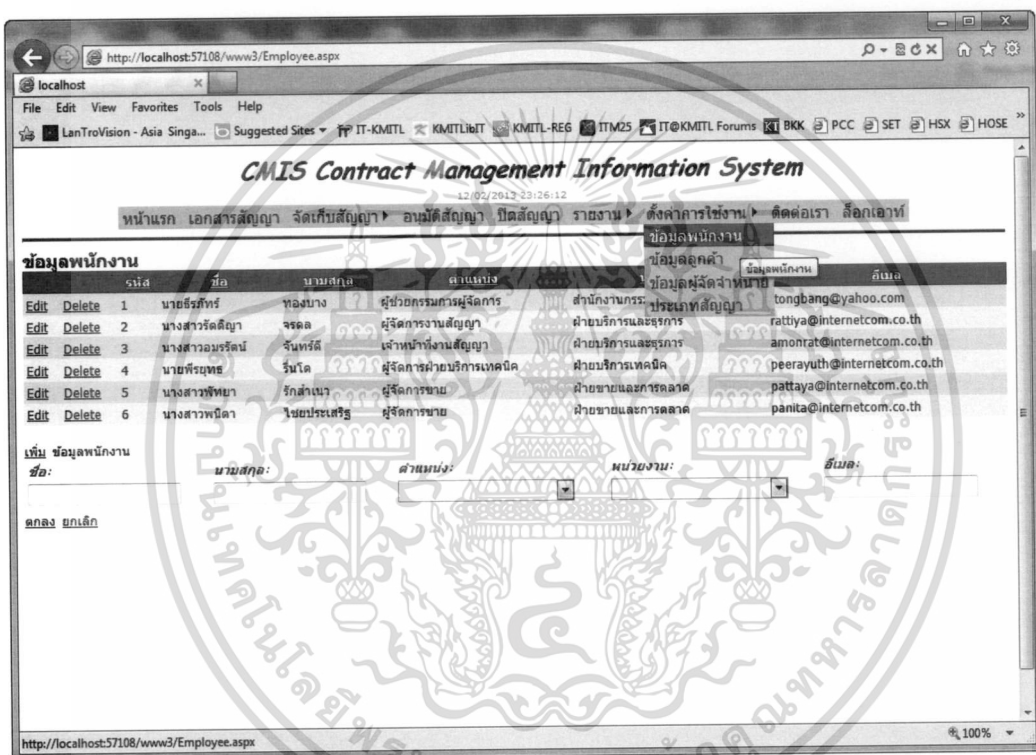 http://localhost:57108/www3/Employee.aspx
localhost
File Edit View Favorites Tools Help
LanTroVision - Asia Singa... Suggested Sites IT-KMITL KMITLibIT KMITL-REG ITM25 IT@KMITL Forums BKK PCC SET HSX HOSE
CMIS Contract Management Information System
12/02/2013 23:26:12
หน้าแรก เอกสารสัญญา จัดเก็บสัญญา อนุมัติสัญญา ปิดสัญญา รายงาน ตั้งค่าการใช้งาน ติดต่อเรา ล็อกเอาท์
ข้อมูลพนักงาน
ข้อมูลลูกค้า
ข้อมูลพนักงาน
ข้อมูลผู้จัดจำหน่าย
ประเภทสัญญา
ข้อมูลพนักงาน
รหัส ชื่อ นามสกุล ตำแหน่ง อีเมล
Edit Delete 1 นายธีรภัทร์ ทองบาง ผู้ช่วยกรรมการผู้จัดการ สำนักงานกรร tongbang@yahoo.com
Edit Delete 2 นางสาวรัตติญา จรดล ผู้จัดการงานสัญญา ฝ่ายบริการและธุรการ rattiya@internetcom.co.th
Edit Delete 3 นางสาวอมรรัตน์ จันทร์ดี เจ้าหน้าที่งานสัญญา ฝ่ายบริการและธุรการ amonrat@internetcom.co.th
Edit Delete 4 นายพีรยุทธ รื่นโต ผู้จัดการฝ่ายบริการเทคนิค ฝ่ายบริการเทคนิค peerayuth@internetcom.co.th
Edit Delete 5 นางสาวพัทยา รักสำเนา ผู้จัดการขาย ฝ่ายขายและการตลาด pattaya@internetcom.co.th
Edit Delete 6 นางสาวพนิตา ไชยประเสริฐ ผู้จัดการขาย ฝ่ายขายและการตลาด panita@internetcom.co.th
เพิ่ม ข้อมูลพนักงาน
ชื่อ: นามสกุล: ตำแหน่ง: หน่วยงาน: อีเมล:
ตกลง ยกเลิก
http://localhost:57108/www3/Employee.aspx
100%